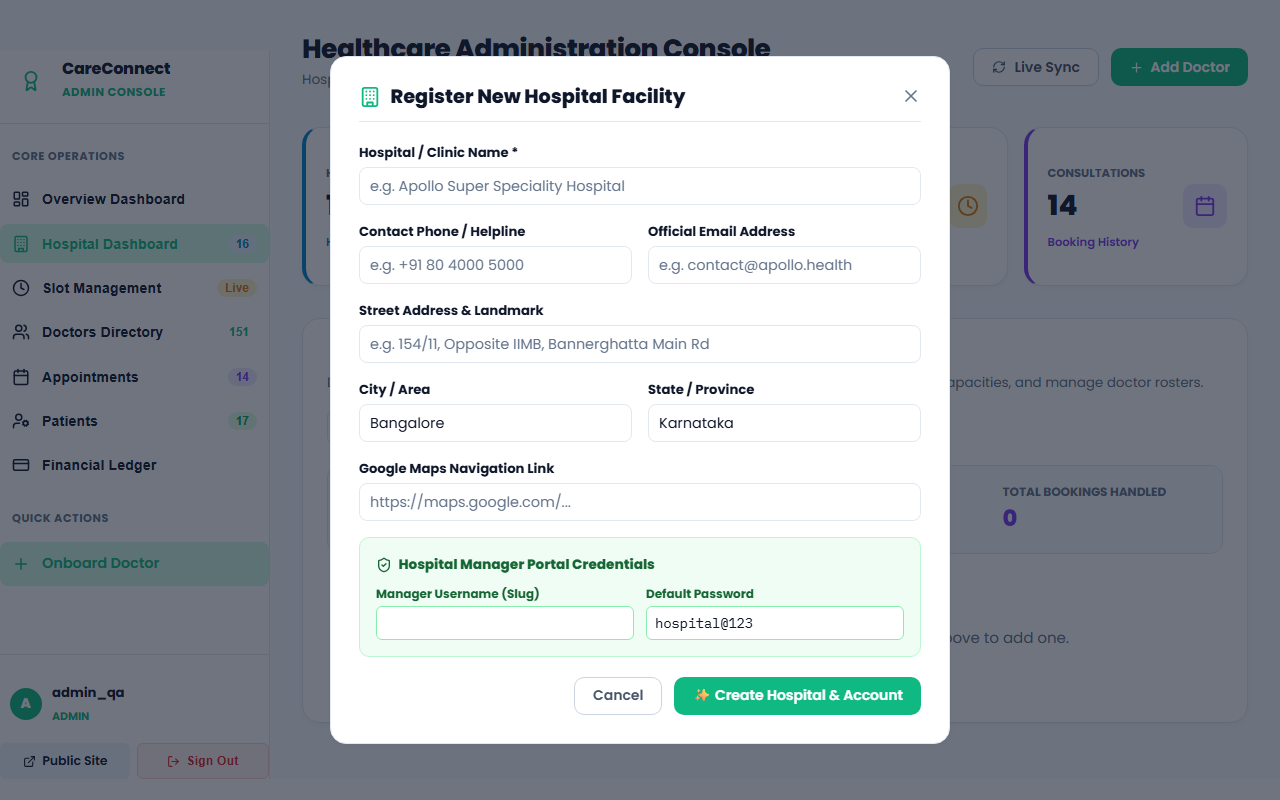 CareConnect
ADMIN CONSOLE
CORE OPERATIONS
Overview Dashboard
Hospital Dashboard 16
Slot Management Live
Doctors Directory 151
Appointments 14
Patients 17
Financial Ledger
QUICK ACTIONS
Onboard Doctor
A admin_qa
ADMIN
Public Site
Sign Out
Healthcare Administration Console
Live Sync
Add Doctor
CONSULTATIONS
14
Booking History
and manage doctor rosters.
TOTAL BOOKINGS HANDLED
0
to add one.
Register New Hospital Facility
Hospital / Clinic Name *
e.g. Apollo Super Speciality Hospital
Contact Phone / Helpline
e.g. +91 80 4000 5000
Official Email Address
e.g. contact@apollo.health
Street Address & Landmark
e.g. 154/11, Opposite IIMB, Bannerghatta Main Rd
City / Area
Bangalore
State / Province
Karnataka
Google Maps Navigation Link
https://maps.google.com/...
Hospital Manager Portal Credentials
Manager Username (Slug)
Default Password
hospital@123
Cancel
✨ Create Hospital & Account